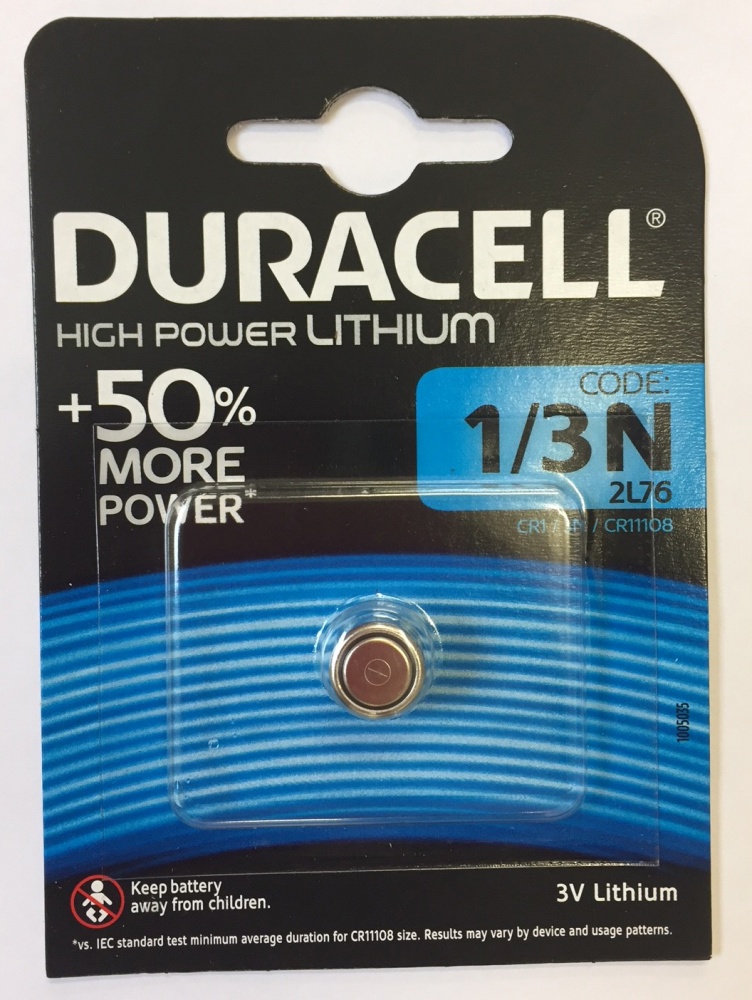 DURACELL®
HIGH POWER LITHIUM
+50%
MORE
POWER*
CODE:
1/3N
2L76
CR1/3N / CR11108
1005035
Keep battery
away from children.
3V Lithium
*vs. IEC standard test minimum average duration for CR11108 size. Results may vary by device and usage patterns.